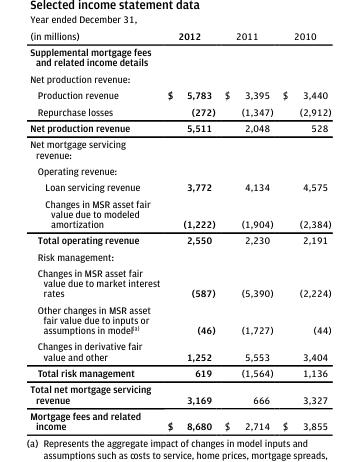 Selected income statement data
Year ended December 31,
(in millions) 2012 2011 2010
Supplemental mortgage fees
and related income details
Net production revenue:
Production revenue $ 5,783 $ 3,395 $ 3,440
Repurchase losses (272) (1,347) (2,912)
Net production revenue 5,511 2,048 528
Net mortgage servicing
revenue:
Operating revenue:
Loan servicing revenue 3,772 4,134 4,575
Changes in MSR asset fair
value due to modeled
amortization (1,222) (1,904) (2,384)
Total operating revenue 2,550 2,230 2,191
Risk management:
Changes in MSR asset fair
value due to market interest
rates (587) (5,390) (2,224)
Other changes in MSR asset
fair value due to inputs or
assumptions in model(a) (46) (1,727) (44)
Changes in derivative fair
value and other 1,252 5,553 3,404
Total risk management 619 (1,564) 1,136
Total net mortgage servicing
revenue 3,169 666 3,327
Mortgage fees and related
income $ 8,680 $ 2,714 $ 3,855
(a) Represents the aggregate impact of changes in model inputs and
assumptions such as costs to service, home prices, mortgage spreads,